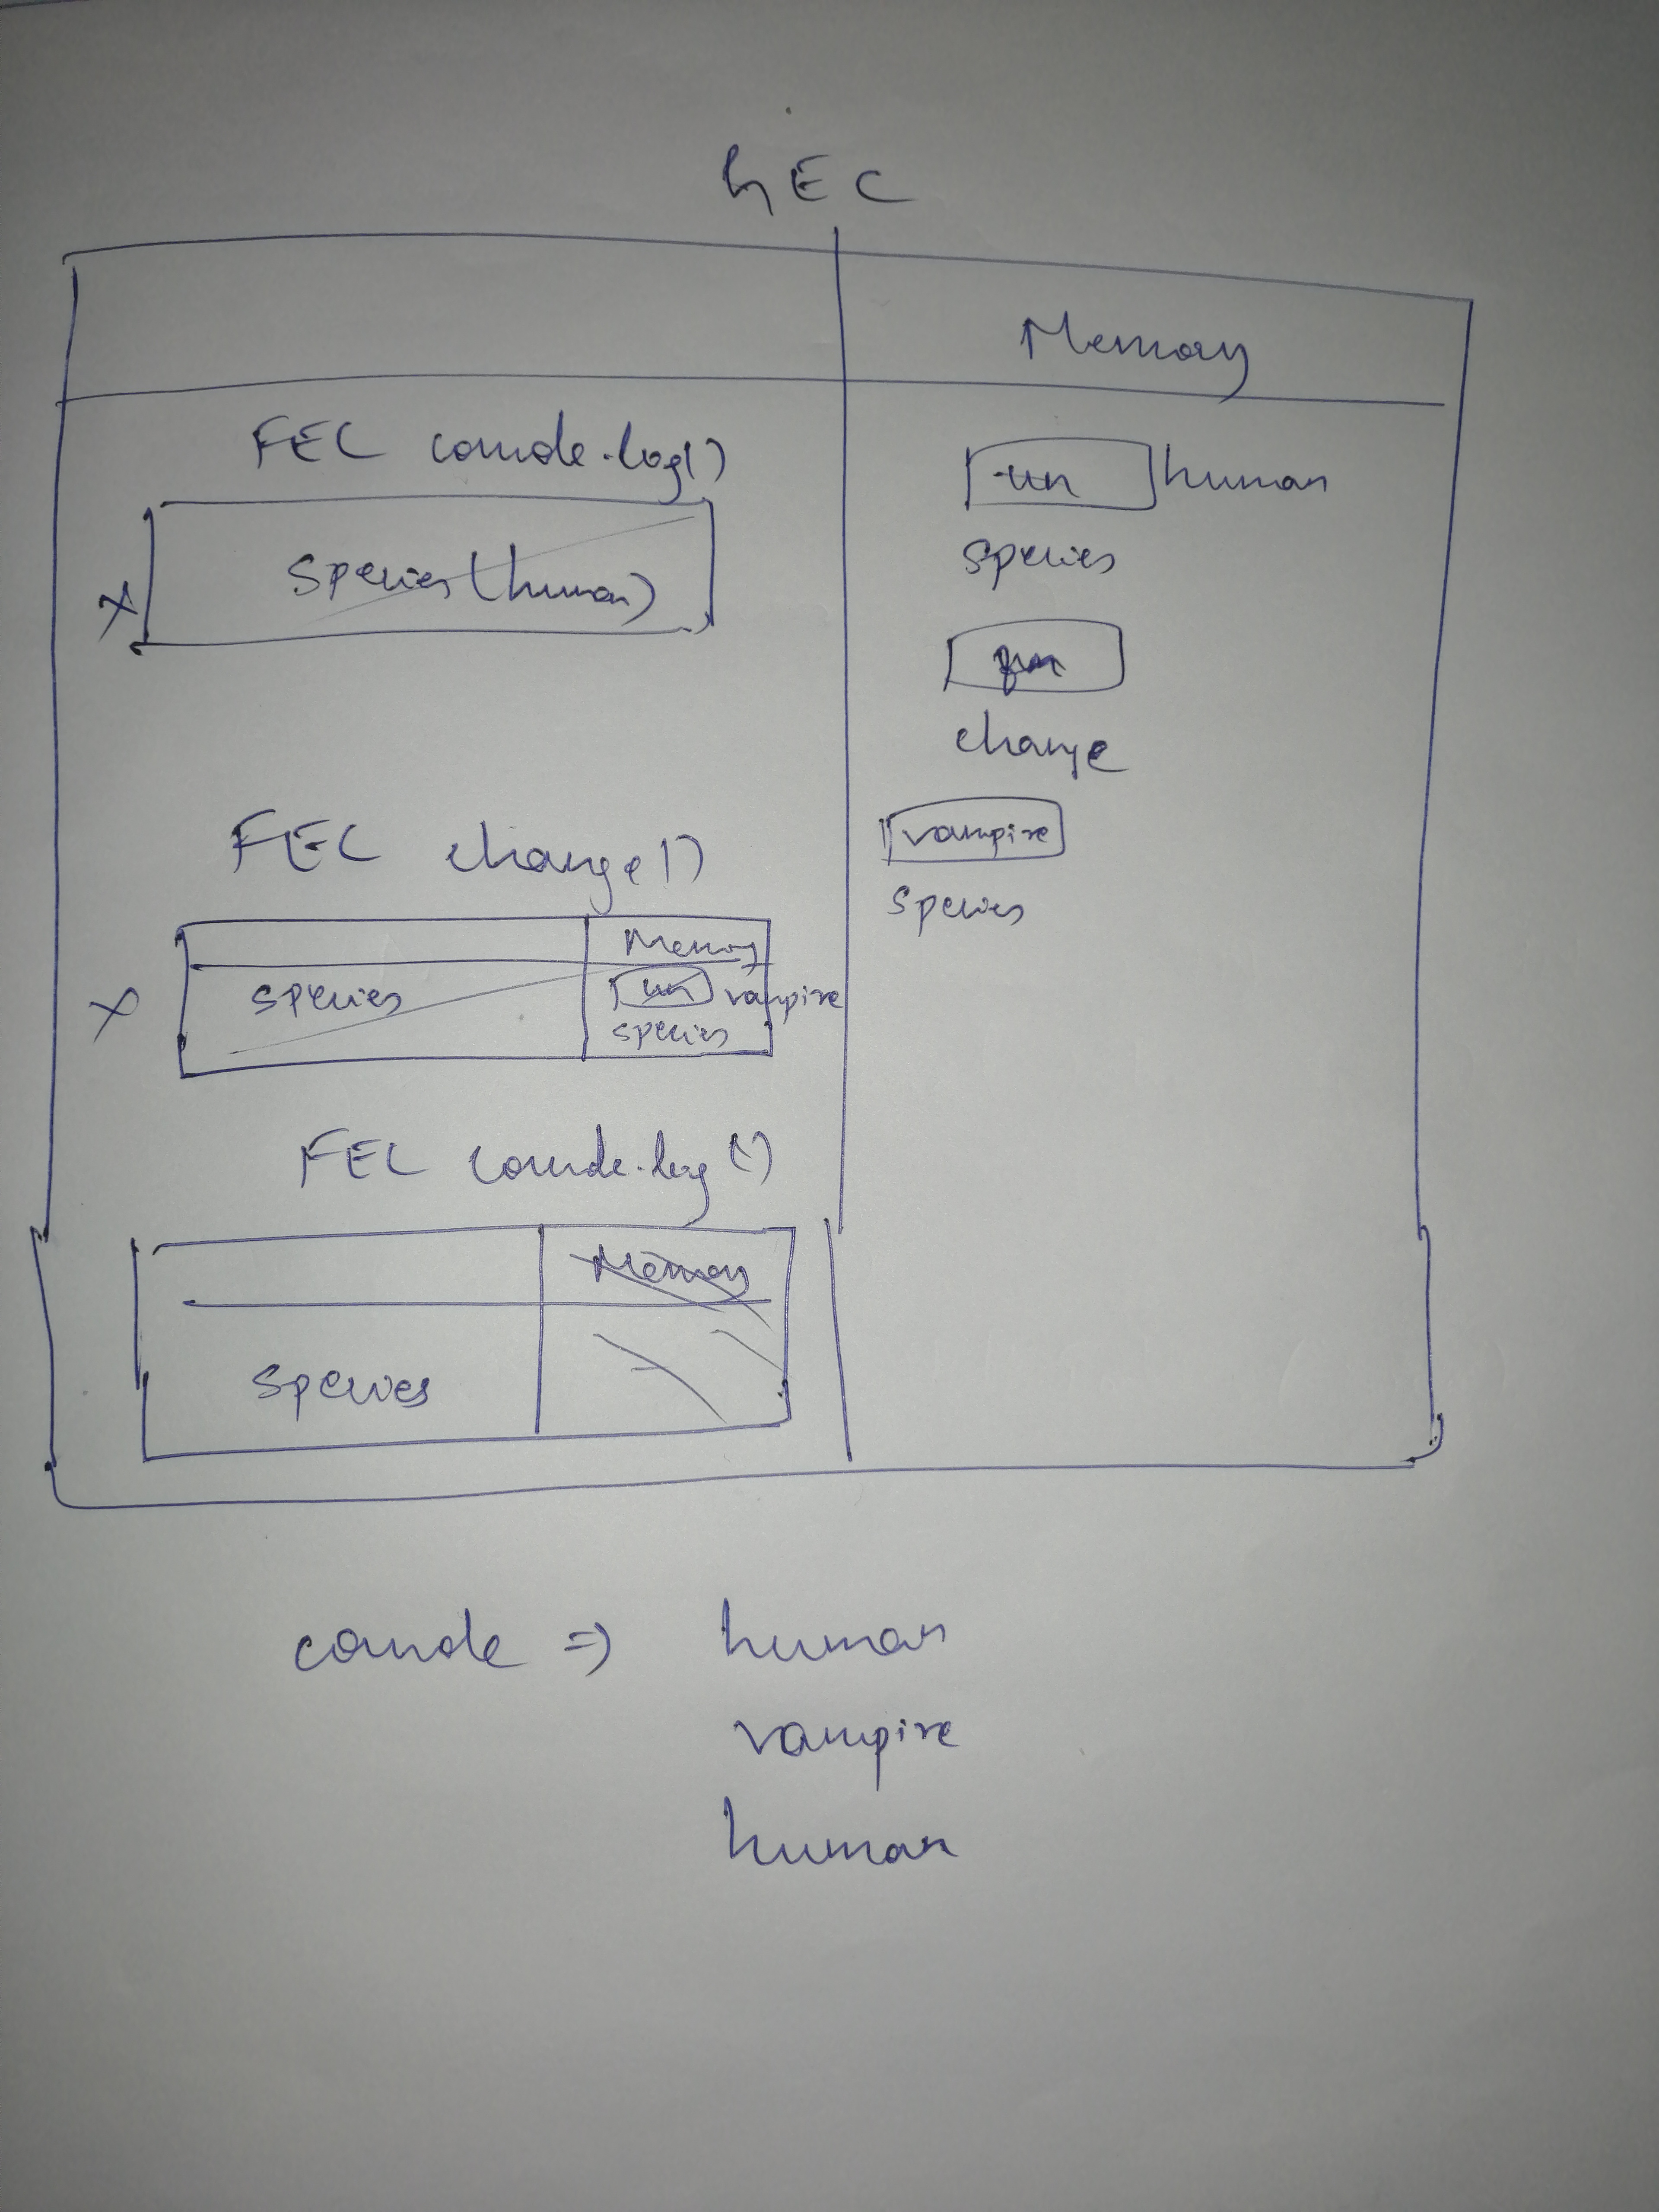 GEC
Memory
FEC console.log()
un human
species (human)
species
X
fun
change
FEC change()
vampire
species
Memory
species un vampire
X species
FEC console.log()
Memory
species
console => human
vampire
human